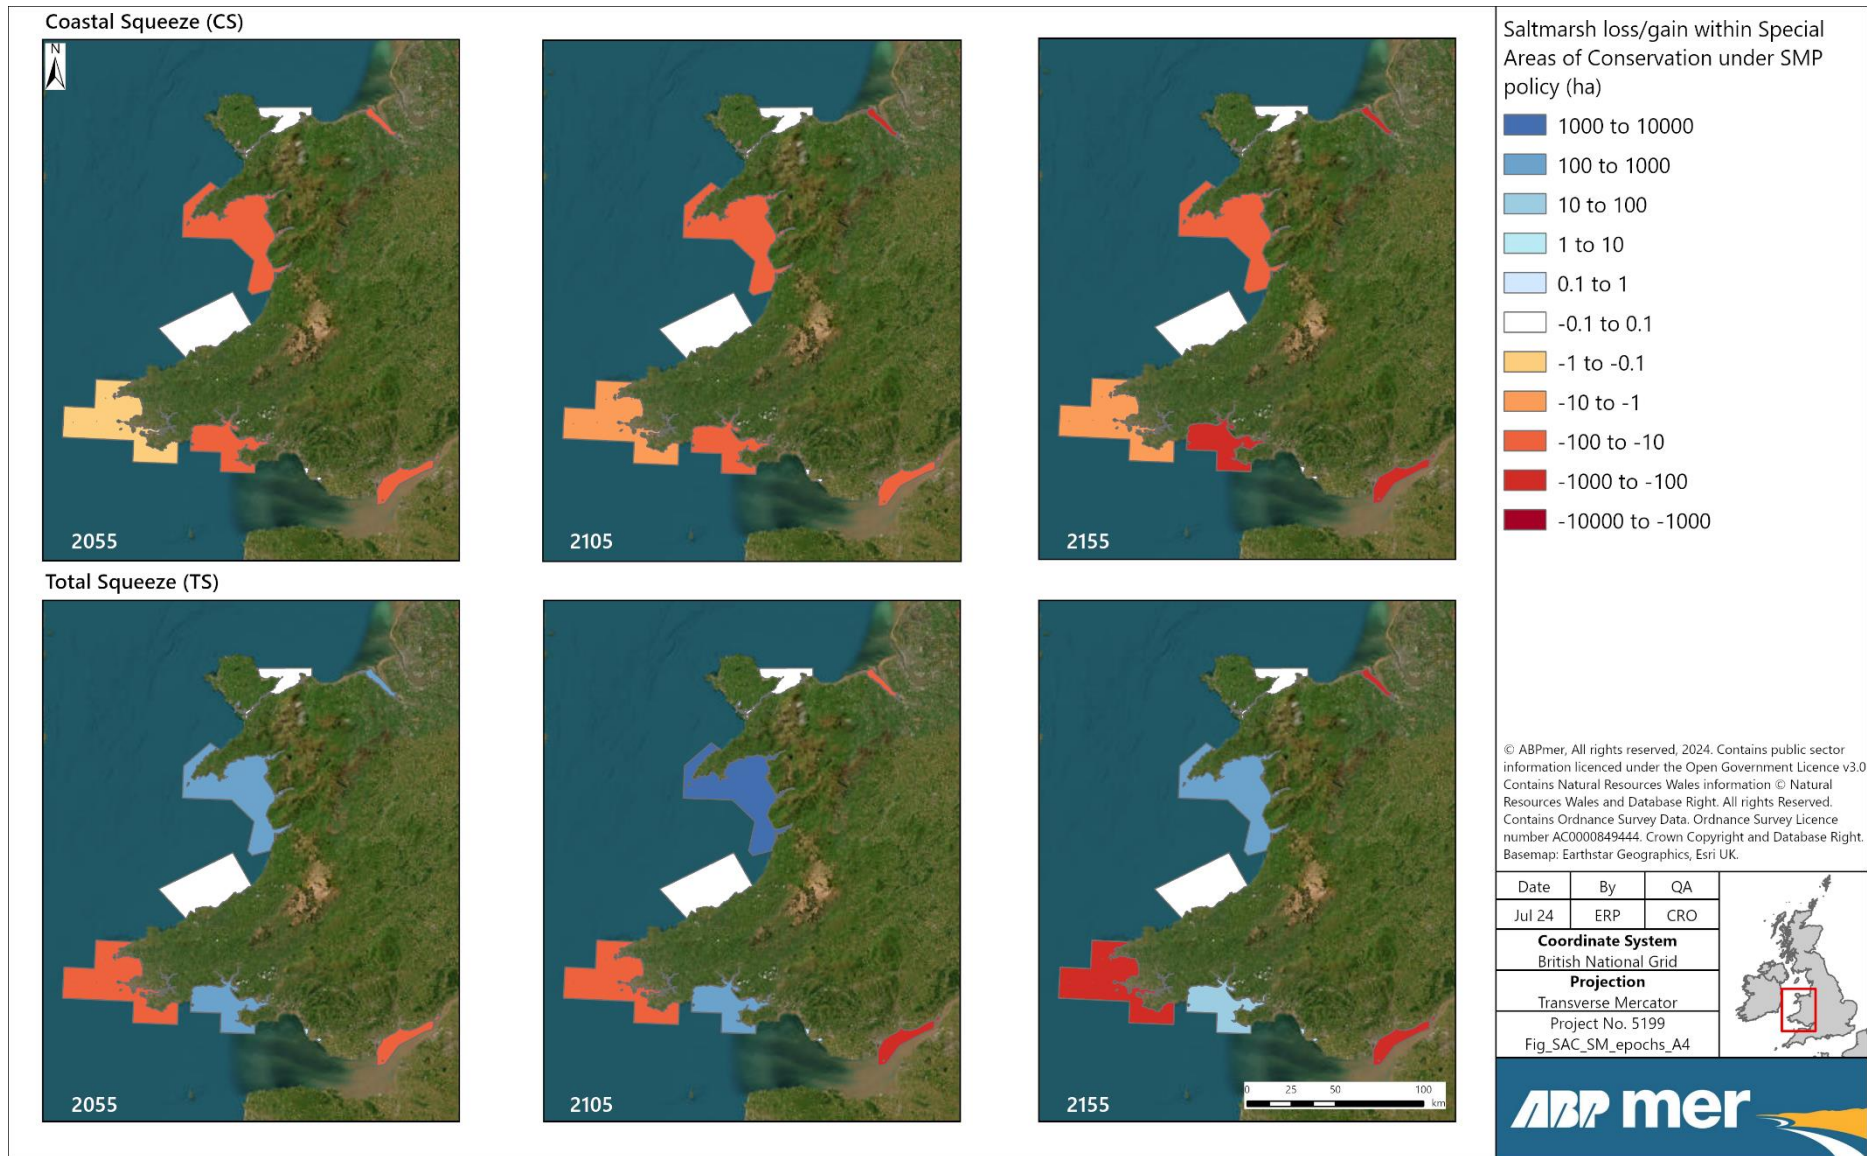 Coastal Squeeze (CS)
N
2055
2105
2155
Total Squeeze (TS)
2055
2105
2155
0 25 50 100
km
Saltmarsh loss/gain within Special
Areas of Conservation under SMP
policy (ha)
1000 to 10000
100 to 1000
10 to 100
1 to 10
0.1 to 1
-0.1 to 0.1
-1 to -0.1
-10 to -1
-100 to -10
-1000 to -100
-10000 to -1000
© ABPmer, All rights reserved, 2024. Contains public sector
information licenced under the Open Government Licence v3.0
Contains Natural Resources Wales information © Natural
Resources Wales and Database Right. All rights Reserved.
Contains Ordnance Survey Data. Ordnance Survey Licence
number AC0000849444. Crown Copyright and Database Right.
Basemap: Earthstar Geographics, Esri UK.
Date By QA
Jul 24 ERP CRO
Coordinate System
British National Grid
Projection
Transverse Mercator
Project No. 5199
Fig_SAC_SM_epochs_A4
ABP mer